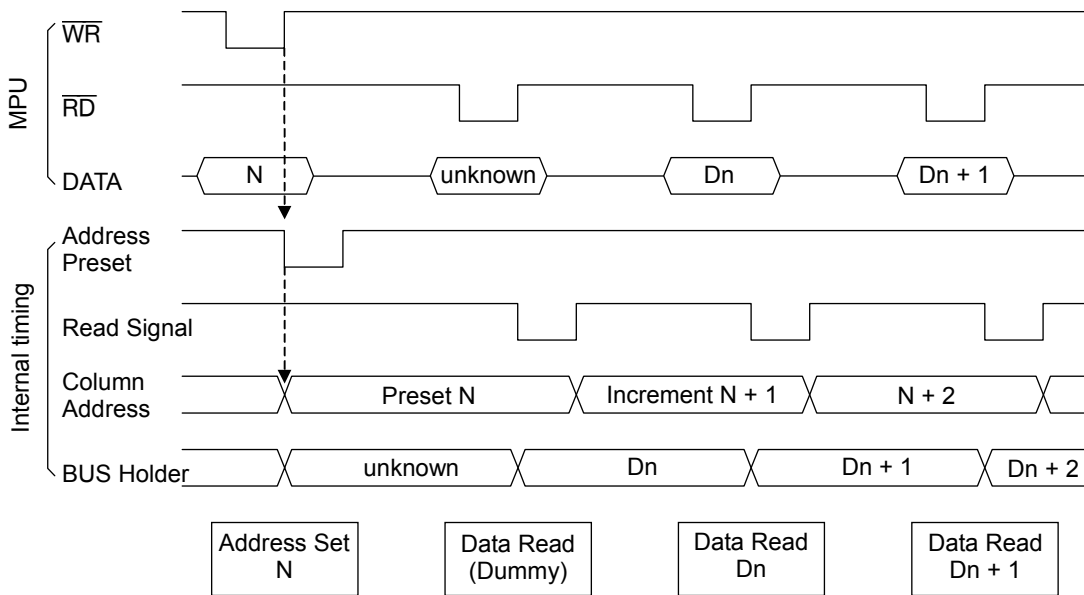 MPU
WR
RD
DATA
N
unknown
Dn
Dn + 1
Internal timing
Address
Preset
Read Signal
Column
Address
Preset N
Increment N + 1
N + 2
BUS Holder
unknown
Dn
Dn + 1
Dn + 2
Address Set
N
Data Read
(Dummy)
Data Read
Dn
Data Read
Dn + 1